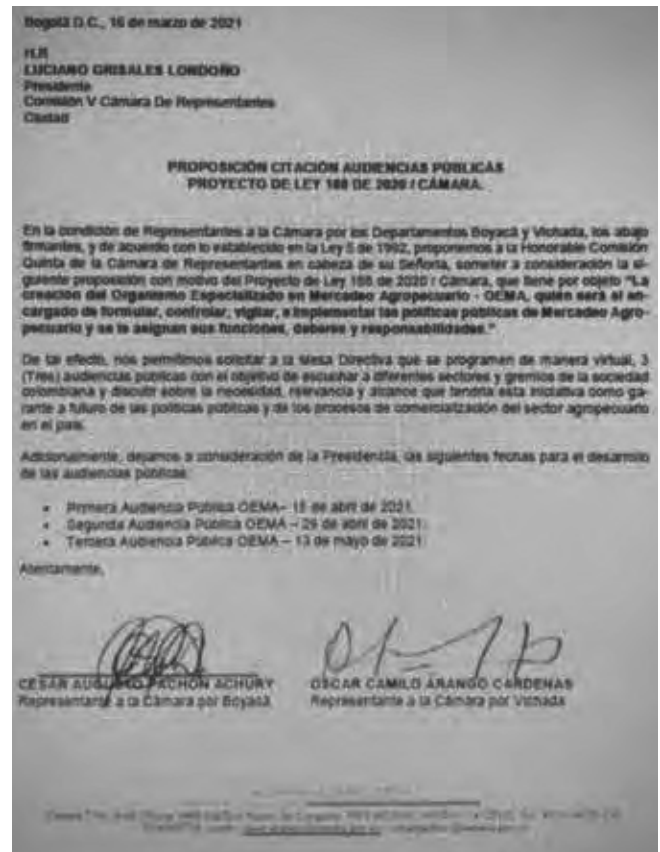 Bogotá D.C., 16 de marzo de 2021
H.R
LUCIANO GRISALES LONDOÑO
Presidente
Comisión V Cámara De Representantes
Ciudad
PROPOSICIÓN CITACIÓN AUDIENCIAS PÚBLICAS
PROYECTO DE LEY 188 DE 2020 / CÁMARA.
En la condición de Representantes a la Cámara por los Departamentos Boyacá y Vichada, los abajo
firmantes, y de acuerdo con lo establecido en la Ley 5 de 1992, proponemos a la Honorable Comisión
Quinta de la Cámara de Representantes en cabeza de su Señoría, someter a consideración la si-
guiente proposición con motivo del Proyecto de Ley 188 de 2020 / Cámara, que tiene por objeto "La
creación del Organismo Especializado en Mercadeo Agropecuario - OEMA, quién será el en-
cargado de formular, controlar, vigilar, e implementar las políticas públicas de Mercadeo Agro-
pecuario y se le asignan sus funciones, deberes y responsabilidades."
De tal efecto, nos permitimos solicitar a la Mesa Directiva que se programen de manera virtual, 3
(Tres) audiencias públicas con el objetivo de escuchar a diferentes sectores y gremios de la sociedad
colombiana y discutir sobre la necesidad, relevancia y alcance que tendría esta iniciativa como ga-
rante a futuro de las políticas públicas y de los procesos de comercialización del sector agropecuario
en el país.
Adicionalmente, dejamos a consideración de la Presidencia, las siguientes fechas para el desarrollo
de las audiencias públicas:
• Primera Audiencia Pública OEMA– 15 de abril de 2021.
• Segunda Audiencia Pública OEMA – 29 de abril de 2021.
• Tercera Audiencia Pública OEMA – 13 de mayo de 2021.
Atentamente,
CESAR AUGUSTO PACHON ACHURY OSCAR CAMILO ARANGO CARDENAS
Representante a la Cámara por Boyacá Representante a la Cámara por Vichada